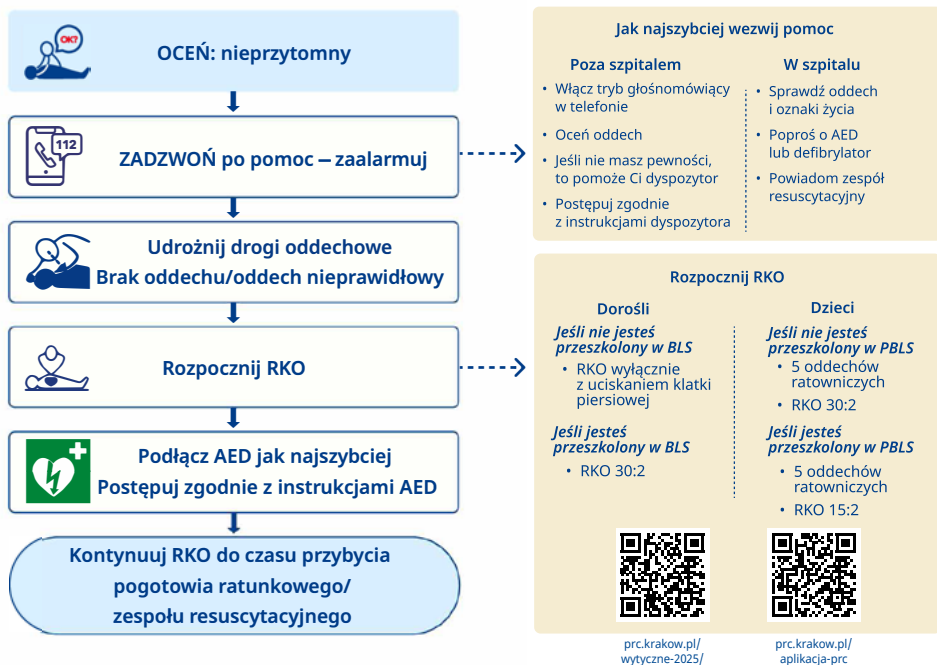 OK?
OCEŃ: nieprzytomny
112
ZADZWOŃ po pomoc – zaalarmuj
Udrożnij drogi oddechowe
Brak oddechu/oddech nieprawidłowy
Rozpocznij RKO
Podłącz AED jak najszybciej
Postępuj zgodnie z instrukcjami AED
Kontynuuj RKO do czasu przybycia
pogotowia ratunkowego/
zespołu resuscytacyjnego
Jak najszybciej wezwij pomoc
Poza szpitalem
• Włącz tryb głośnomówiący
w telefonie
• Oceń oddech
• Jeśli nie masz pewności,
to pomoże Ci dyspozytor
• Postępuj zgodnie
z instrukcjami dyspozytora
W szpitalu
• Sprawdź oddech
i oznaki życia
• Poproś o AED
lub defibrylator
• Powiadom zespół
resuscytacyjny
Rozpocznij RKO
Dorośli
Jeśli nie jesteś
przeszkolony w BLS
• RKO wyłącznie
z uciskaniem klatki
piersiowej
Jeśli jesteś
przeszkolony w BLS
• RKO 30:2
Dzieci
Jeśli nie jesteś
przeszkolony w PBLS
• 5 oddechów
ratowniczych
• RKO 30:2
Jeśli jesteś
przeszkolony w PBLS
• 5 oddechów
ratowniczych
• RKO 15:2
prc.krakow.pl/
wytyczne-2025/
prc.krakow.pl/
aplikacja-prc